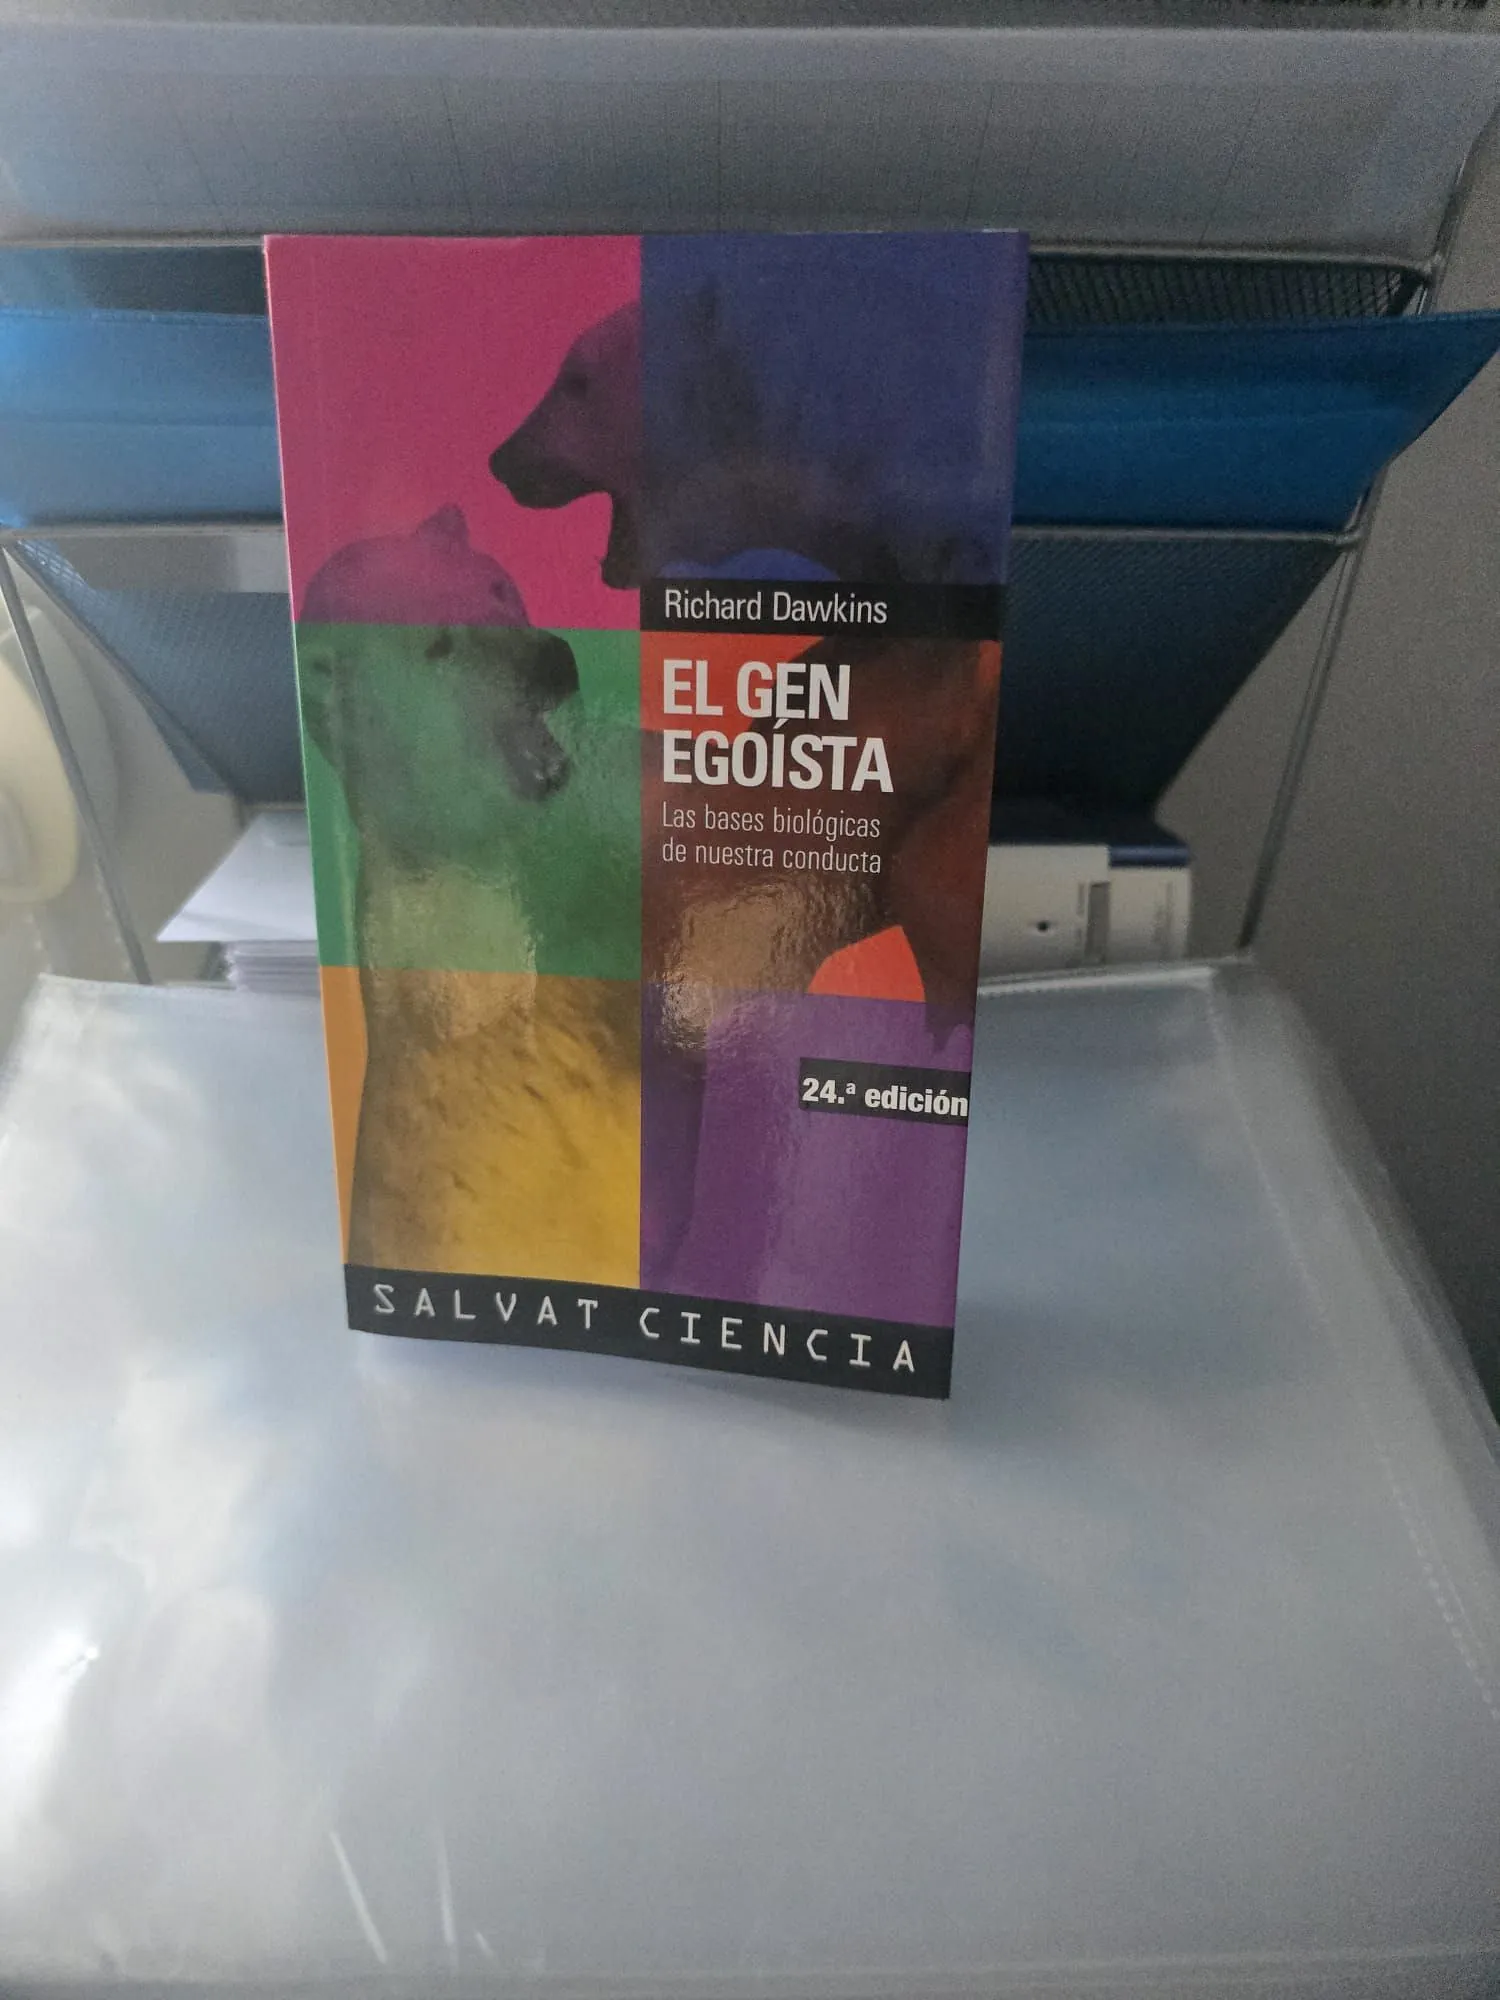 Richard Dawkins
EL GEN
EGOÍSTA
Las bases biológicas
de nuestra conducta
24.ª edición
SALVAT CIENCIA